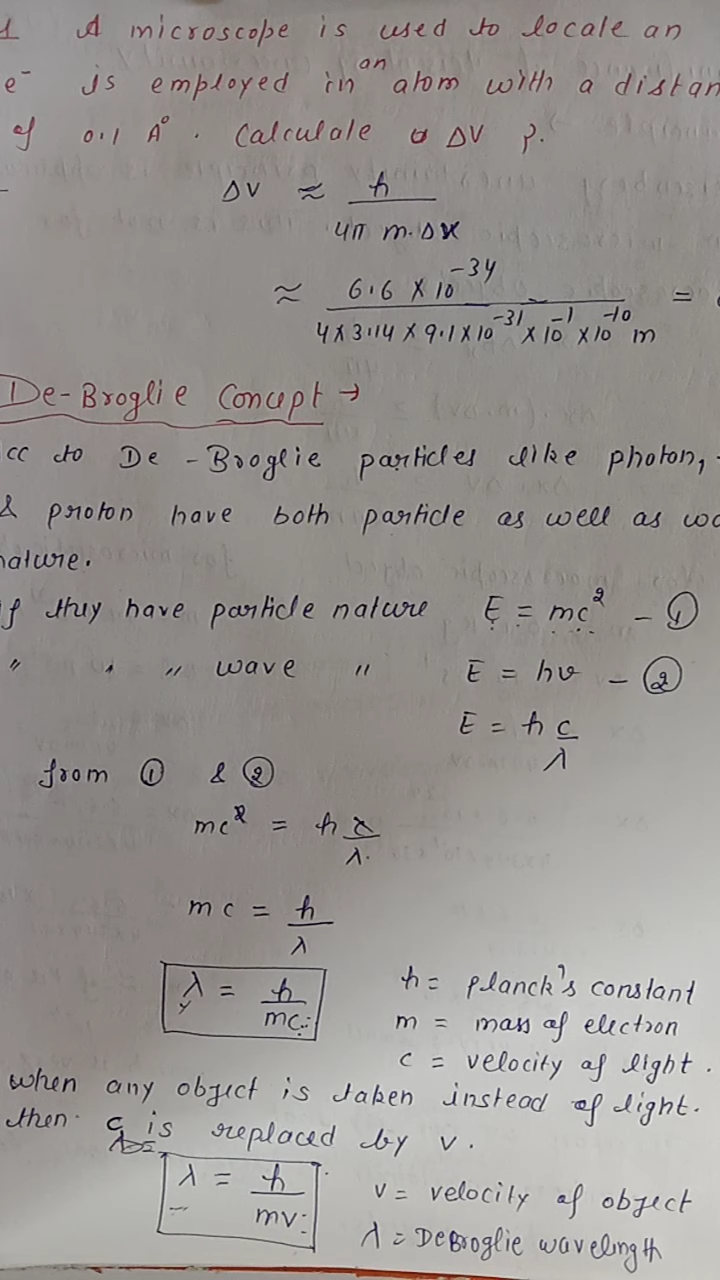 1 A microscope is used to locale an
e⁻ is employed in an atom with a distan
of 0.1 A° . Calculale ΔV ?.
ΔV ≈ h / 4π m.Δx
≈ 6.6 × 10⁻³⁴ / 4 × 3.14 × 9.1 × 10⁻³¹ × 10⁻¹ × 10⁻¹⁰ m =
De-Broglie Concept →
cc to De-Broglie particles like photon,
& proton have both particle as well as wa
nature.
f they have particle nature E = mc² - ①
" " " wave " E = hν - ②
E = h c/λ
from ① & ②
mc² = h c/λ.
mc = h/λ
λ = h/mc h = planck's constant
m = mass of electron
c = velocity of light.
when any object is taken instead of light.
then c is replaced by v.
λ = h/mv v = velocity of object
λ = DeBroglie wavelength